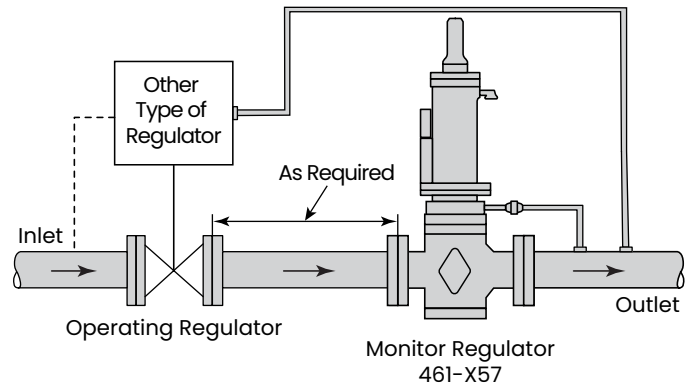 Other
Type of
Regulator
As Required
Inlet
Outlet
Operating Regulator
Monitor Regulator
461-X57